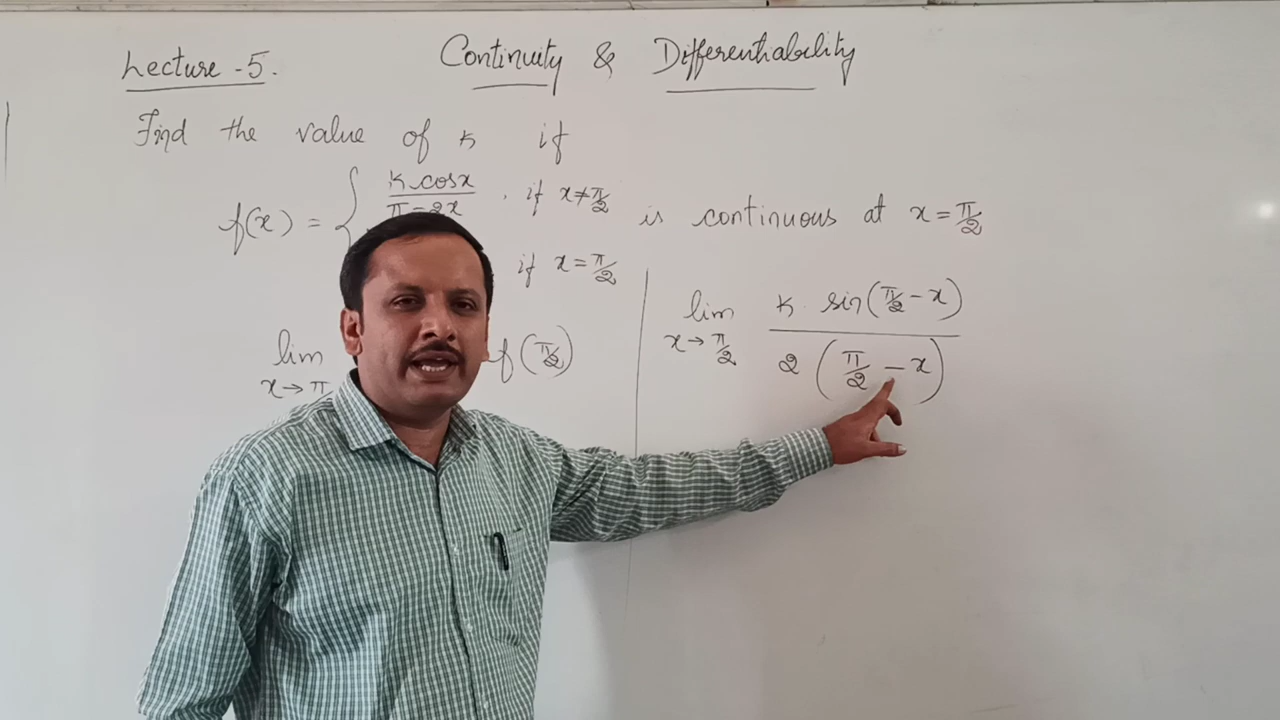 Lecture -5.
Continuity & Differentiability
Find the value of K if
f(x) = { K.cosx / π-2x , if x≠π/2
if x=π/2
is continuous at x=π/2
lim x→π f(π/2)
lim x→π/2 K. sin(π/2-x) / 2(π/2-x)